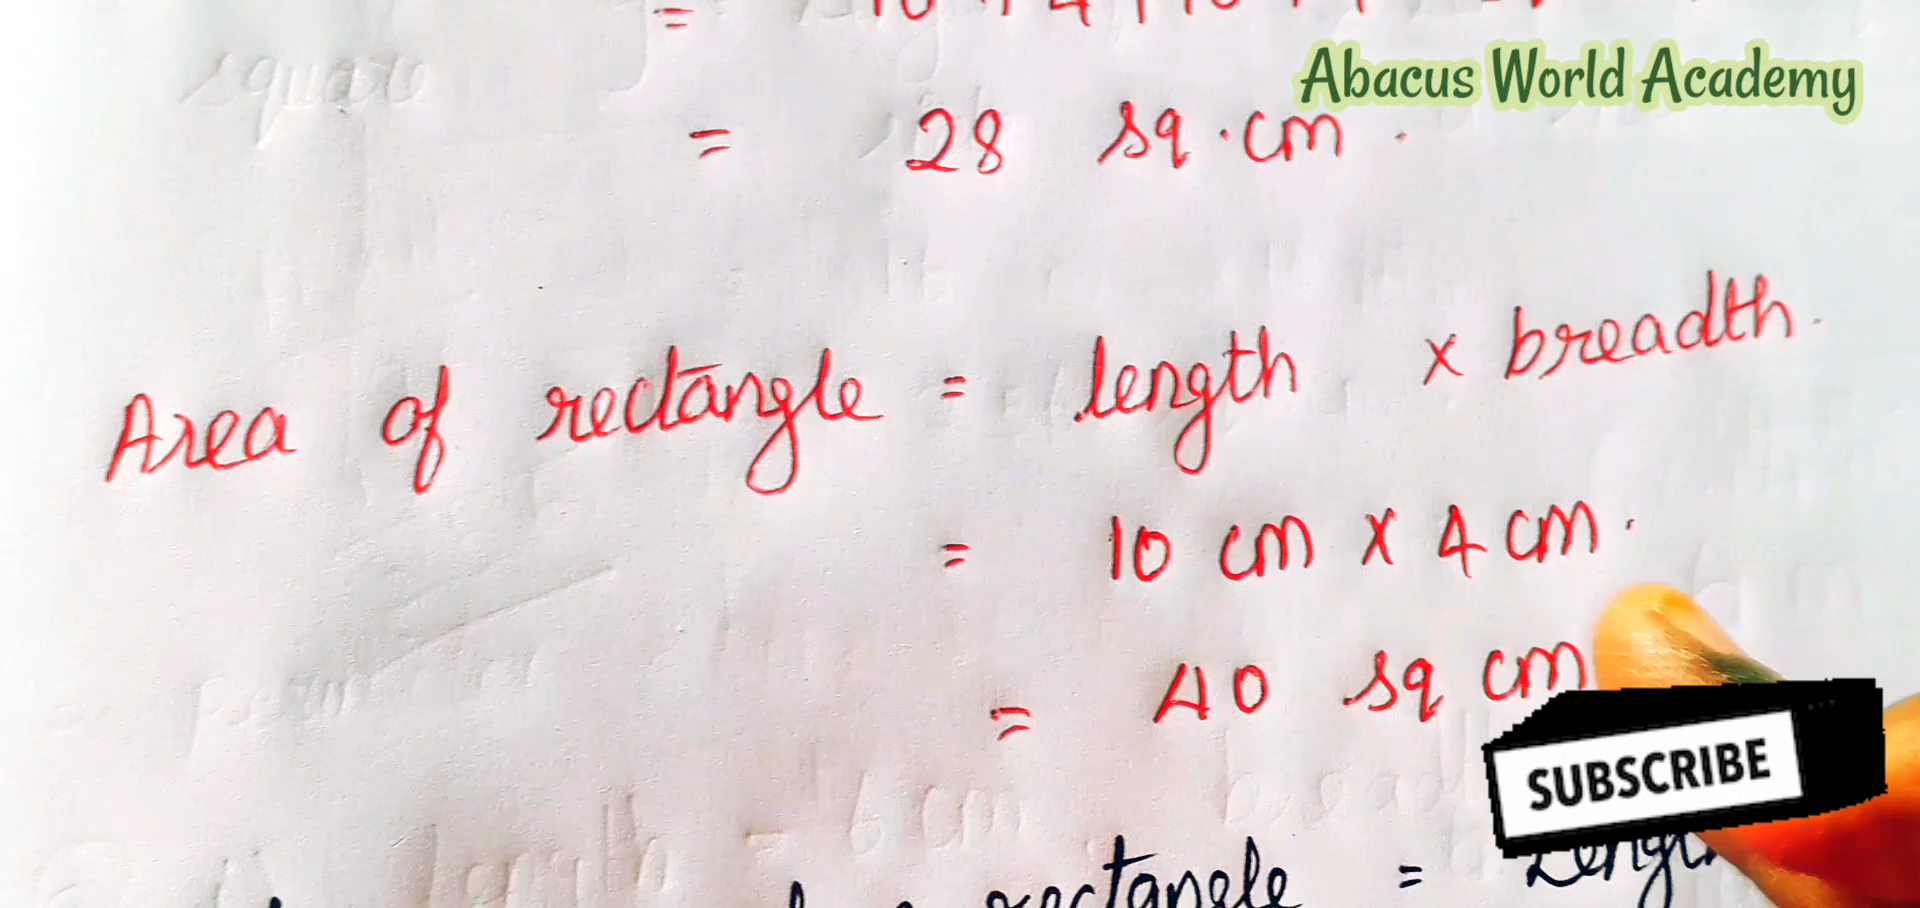 Abacus World Academy
= 28 sq.cm.
Area of rectangle = length x breadth.
= 10 cm x 4 cm.
= 40 sq cm
SUBSCRIBE
rectangle = Length